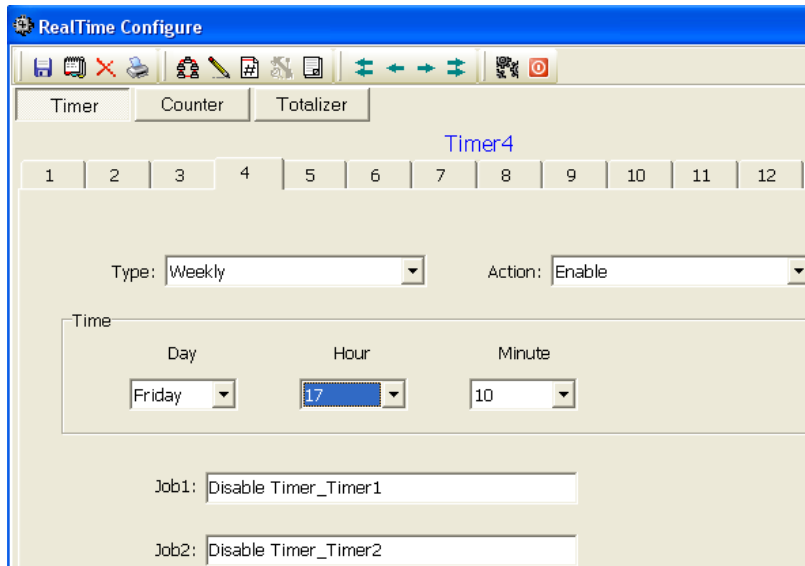 RealTime Configure
Timer Counter Totalizer
Timer4
1 2 3 4 5 6 7 8 9 10 11 12
Type: Weekly Action: Enable
Time
Day Hour Minute
Friday 17 10
Job1: Disable Timer_Timer1
Job2: Disable Timer_Timer2